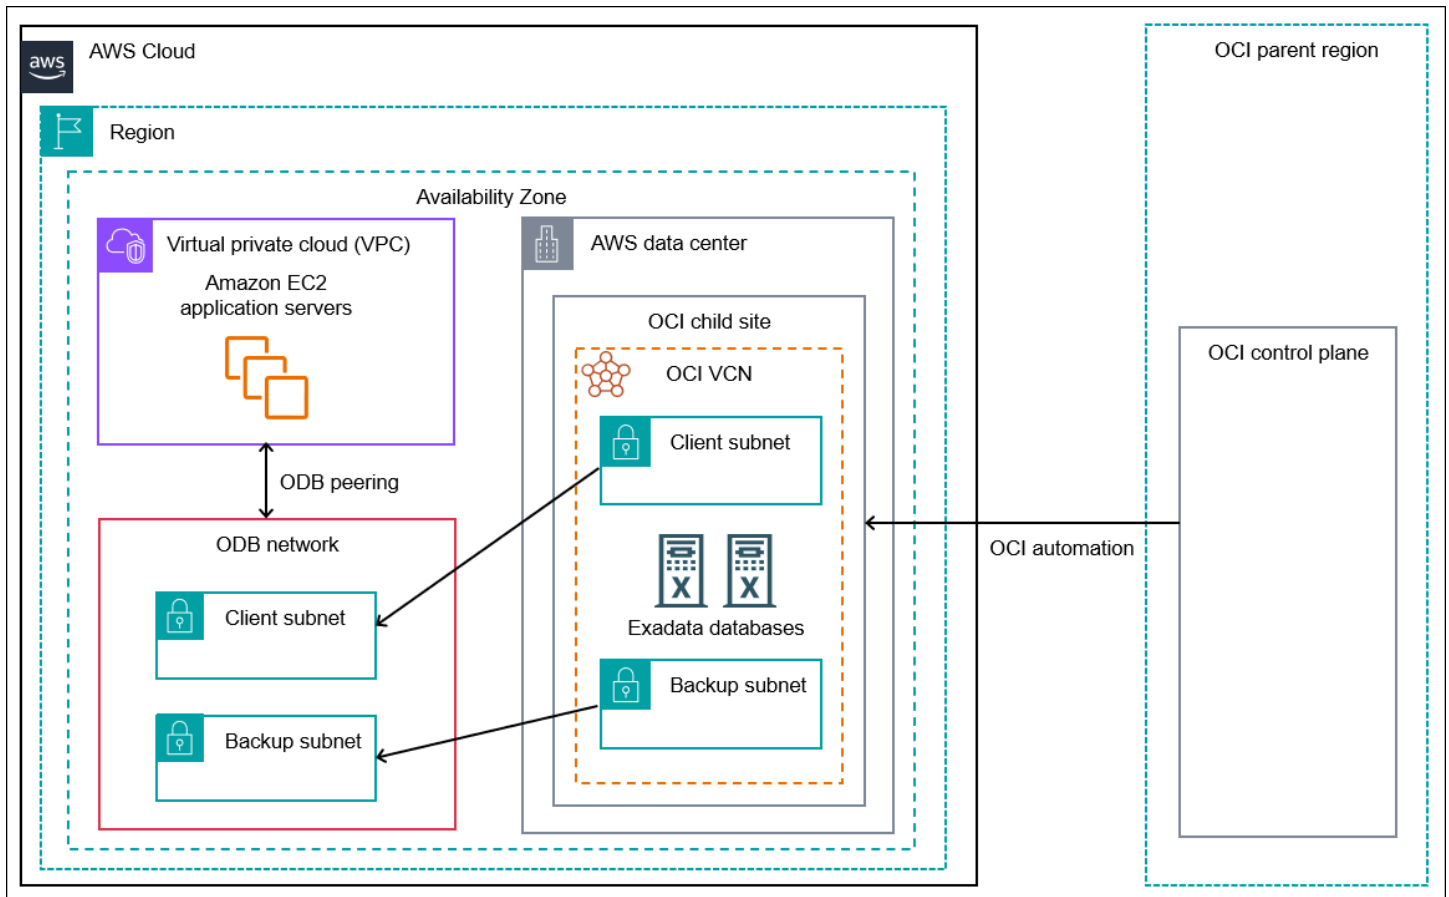 aws
AWS Cloud
OCI parent region
Region
Availability Zone
Virtual private cloud (VPC)
Amazon EC2
application servers
AWS data center
OCI child site
OCI VCN
Client subnet
OCI control plane
ODB peering
ODB network
OCI automation
Client subnet
X X
Exadata databases
Backup subnet
Backup subnet